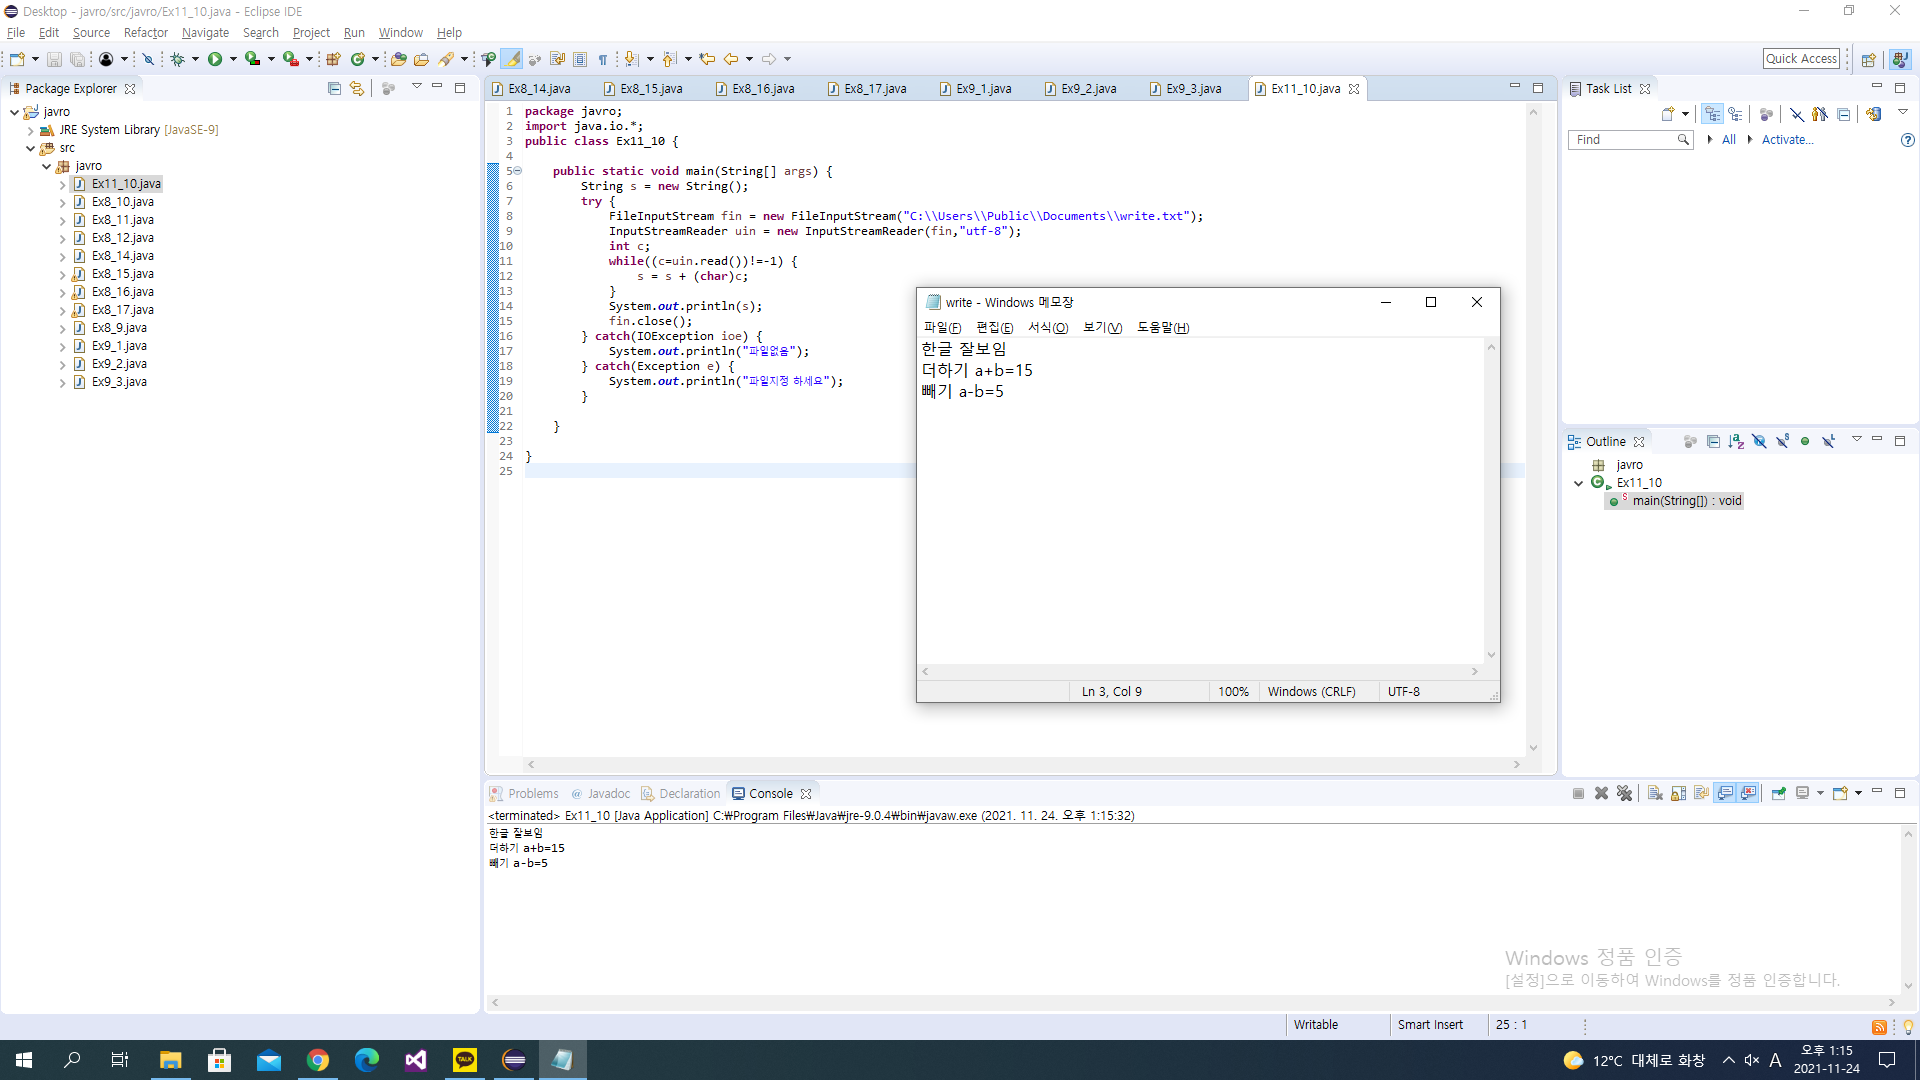 Desktop - javro/src/javro/Ex11_10.java - Eclipse IDE
File Edit Source Refactor Navigate Search Project Run Window Help
Quick Access
Package Explorer
javro
JRE System Library [JavaSE-9]
src
javro
Ex11_10.java
Ex8_10.java
Ex8_11.java
Ex8_12.java
Ex8_14.java
Ex8_15.java
Ex8_16.java
Ex8_17.java
Ex8_9.java
Ex9_1.java
Ex9_2.java
Ex9_3.java
Ex8_14.java Ex8_15.java Ex8_16.java Ex8_17.java Ex9_1.java Ex9_2.java Ex9_3.java Ex11_10.java
1 package javro;
2 import java.io.*;
3 public class Ex11_10 {
4
5 public static void main(String[] args) {
6 String s = new String();
7 try {
8 FileInputStream fin = new FileInputStream("C:\\Users\\Public\\Documents\\write.txt");
9 InputStreamReader uin = new InputStreamReader(fin,"utf-8");
10 int c;
11 while((c=uin.read())!=-1) {
12 s = s + (char)c;
13 }
14 System.out.println(s);
15 fin.close();
16 } catch(IOException ioe) {
17 System.out.println("파일없음");
18 } catch(Exception e) {
19 System.out.println("파일지정 하세요");
20 }
21
22 }
23
24 }
25
write - Windows 메모장
파일(F) 편집(E) 서식(O) 보기(V) 도움말(H)
한글 잘보임
더하기 a+b=15
빼기 a-b=5
Ln 3, Col 9 100% Windows (CRLF) UTF-8
Task List
Find All Activate...
Outline
javro
Ex11_10
main(String[]) : void
Problems @ Javadoc Declaration Console
<terminated> Ex11_10 [Java Application] C:₩Program Files₩Java₩jre-9.0.4₩bin₩javaw.exe (2021. 11. 24. 오후 1:15:32)
한글 잘보임
더하기 a+b=15
빼기 a-b=5
Windows 정품 인증
[설정]으로 이동하여 Windows를 정품 인증합니다.
Writable Smart Insert 25 : 1
TALK
12°C 대체로 화창 A 오후 1:15
2021-11-24